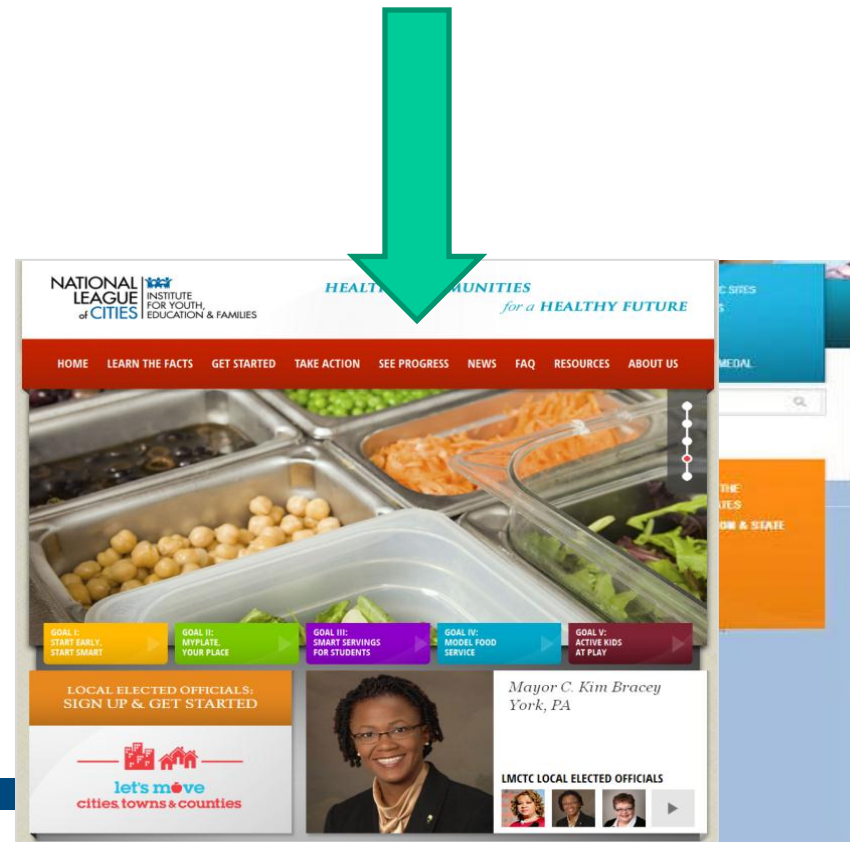 NATIONAL
LEAGUE
of CITIES
INSTITUTE
FOR YOUTH,
EDUCATION & FAMILIES
for a HEALTHY FUTURE
HOME LEARN THE FACTS GET STARTED TAKE ACTION SEE PROGRESS NEWS FAQ RESOURCES ABOUT US
GOAL I:
START EARLY,
START SMART
GOAL II:
MYPLATE,
YOUR PLACE
GOAL III:
SMART SERVINGS
FOR STUDENTS
GOAL IV:
MODEL FOOD
SERVICE
GOAL V:
ACTIVE KIDS
AT PLAY
LOCAL ELECTED OFFICIALS:
SIGN UP & GET STARTED
let's move
cities, towns & counties
Mayor C. Kim Bracey
York, PA
LMCTC LOCAL ELECTED OFFICIALS
SITES
MEDAL
THE
& STATE